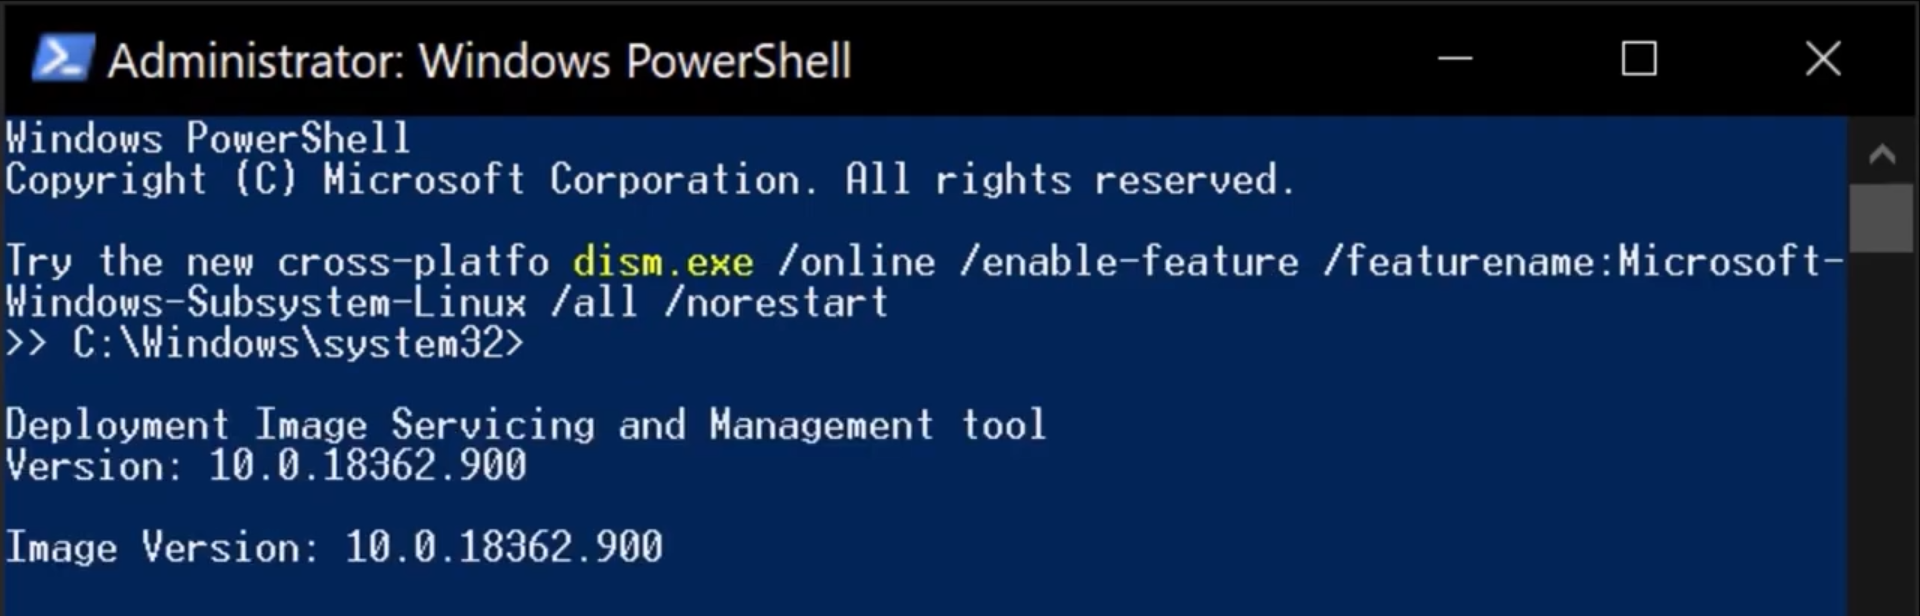 Administrator: Windows PowerShell
Windows PowerShell
Copyright (C) Microsoft Corporation. All rights reserved.
Try the new cross-platfo dism.exe /online /enable-feature /featurename:Microsoft-
Windows-Subsystem-Linux /all /norestart
>> C:\Windows\system32>
Deployment Image Servicing and Management tool
Version: 10.0.18362.900
Image Version: 10.0.18362.900